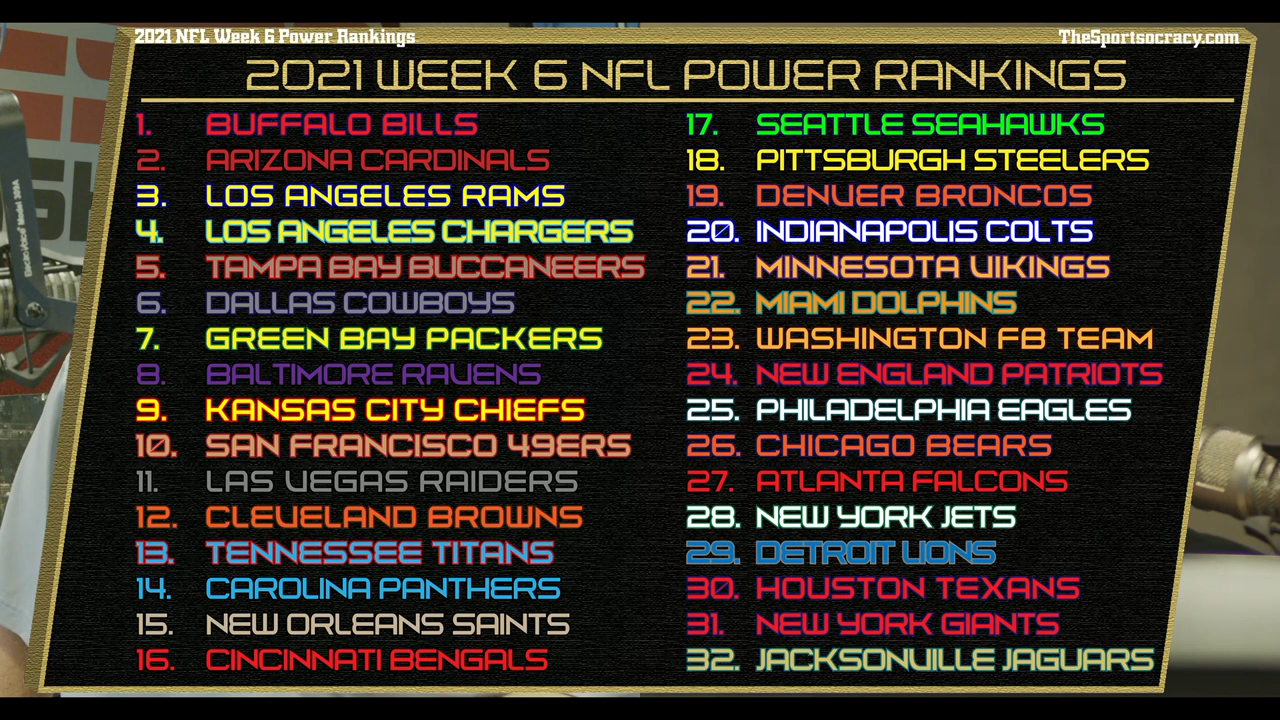 2021 NFL Week 6 Power Rankings
TheSportsocracy.com
2021 WEEK 6 NFL POWER RANKINGS
1. BUFFALO BILLS
2. ARIZONA CARDINALS
3. LOS ANGELES RAMS
4. LOS ANGELES CHARGERS
5. TAMPA BAY BUCCANEERS
6. DALLAS COWBOYS
7. GREEN BAY PACKERS
8. BALTIMORE RAVENS
9. KANSAS CITY CHIEFS
10. SAN FRANCISCO 49ERS
11. LAS VEGAS RAIDERS
12. CLEVELAND BROWNS
13. TENNESSEE TITANS
14. CAROLINA PANTHERS
15. NEW ORLEANS SAINTS
16. CINCINNATI BENGALS
17. SEATTLE SEAHAWKS
18. PITTSBURGH STEELERS
19. DENVER BRONCOS
20. INDIANAPOLIS COLTS
21. MINNESOTA VIKINGS
22. MIAMI DOLPHINS
23. WASHINGTON FB TEAM
24. NEW ENGLAND PATRIOTS
25. PHILADELPHIA EAGLES
26. CHICAGO BEARS
27. ATLANTA FALCONS
28. NEW YORK JETS
29. DETROIT LIONS
30. HOUSTON TEXANS
31. NEW YORK GIANTS
32. JACKSONVILLE JAGUARS